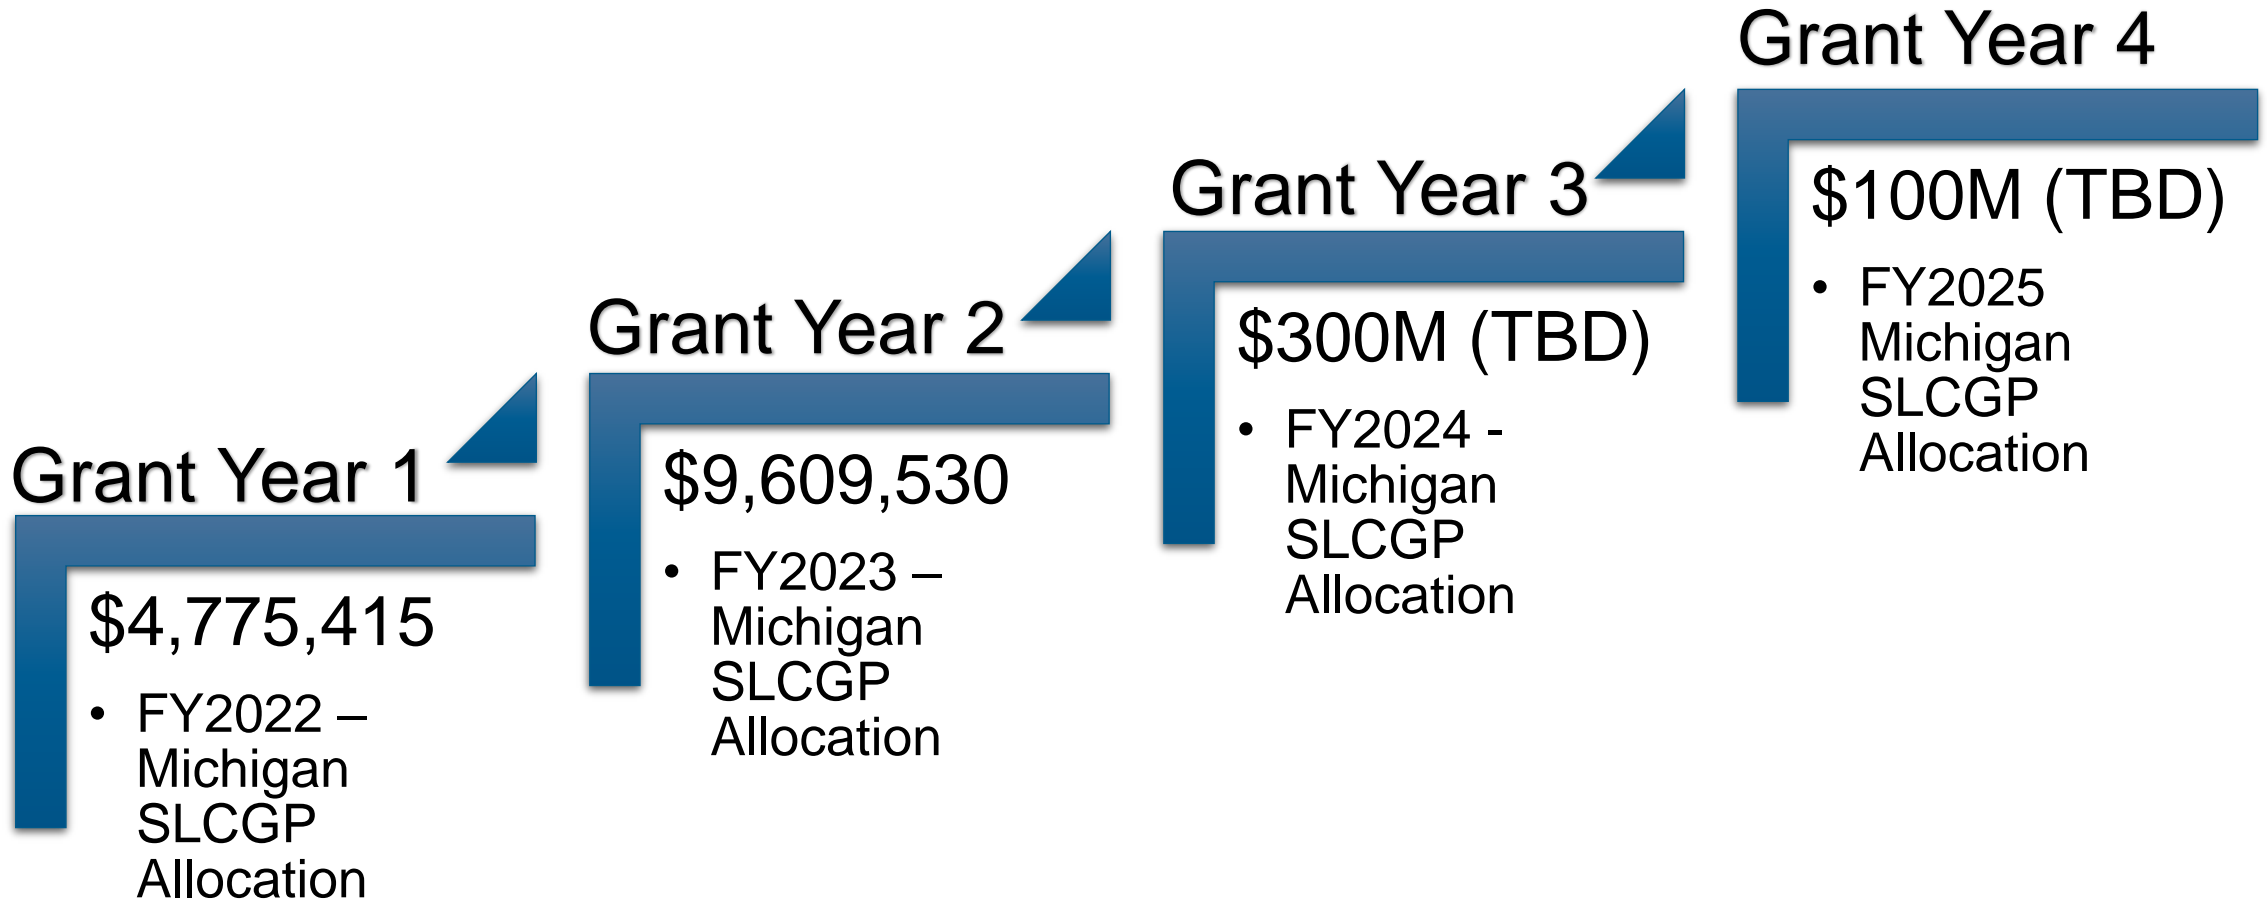 Grant Year 1
$4,775,415
• FY2022 –
Michigan
SLCGP
Allocation
Grant Year 2
$9,609,530
• FY2023 –
Michigan
SLCGP
Allocation
Grant Year 3
$300M (TBD)
• FY2024 -
Michigan
SLCGP
Allocation
Grant Year 4
$100M (TBD)
• FY2025
Michigan
SLCGP
Allocation